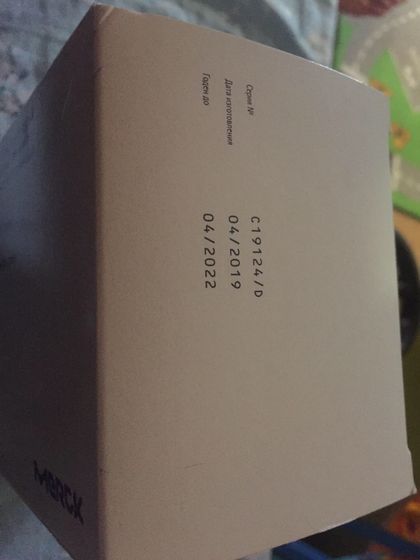 Серия № C19124/D
Дата изготовления 04/2019
Годен до 04/2022
MERCK